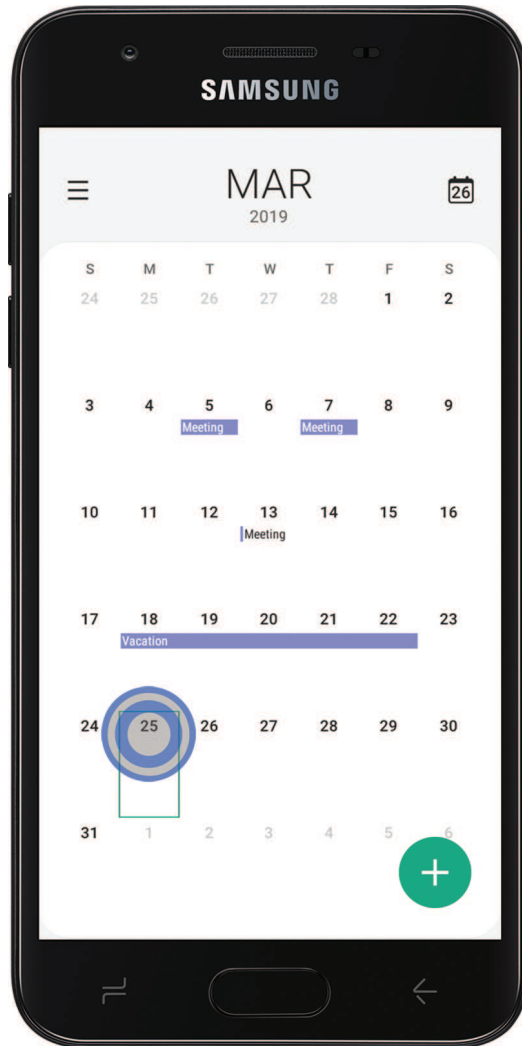 SAMSUNG
MAR
26
2019
S M T W T F S
24 25 26 27 28 1 2
3 4 5 6 7 8 9
Meeting Meeting
10 11 12 13 14 15 16
Meeting
17 18 19 20 21 22 23
Vacation
24 25 26 27 28 29 30
31 1 2 3 4 5 6
+